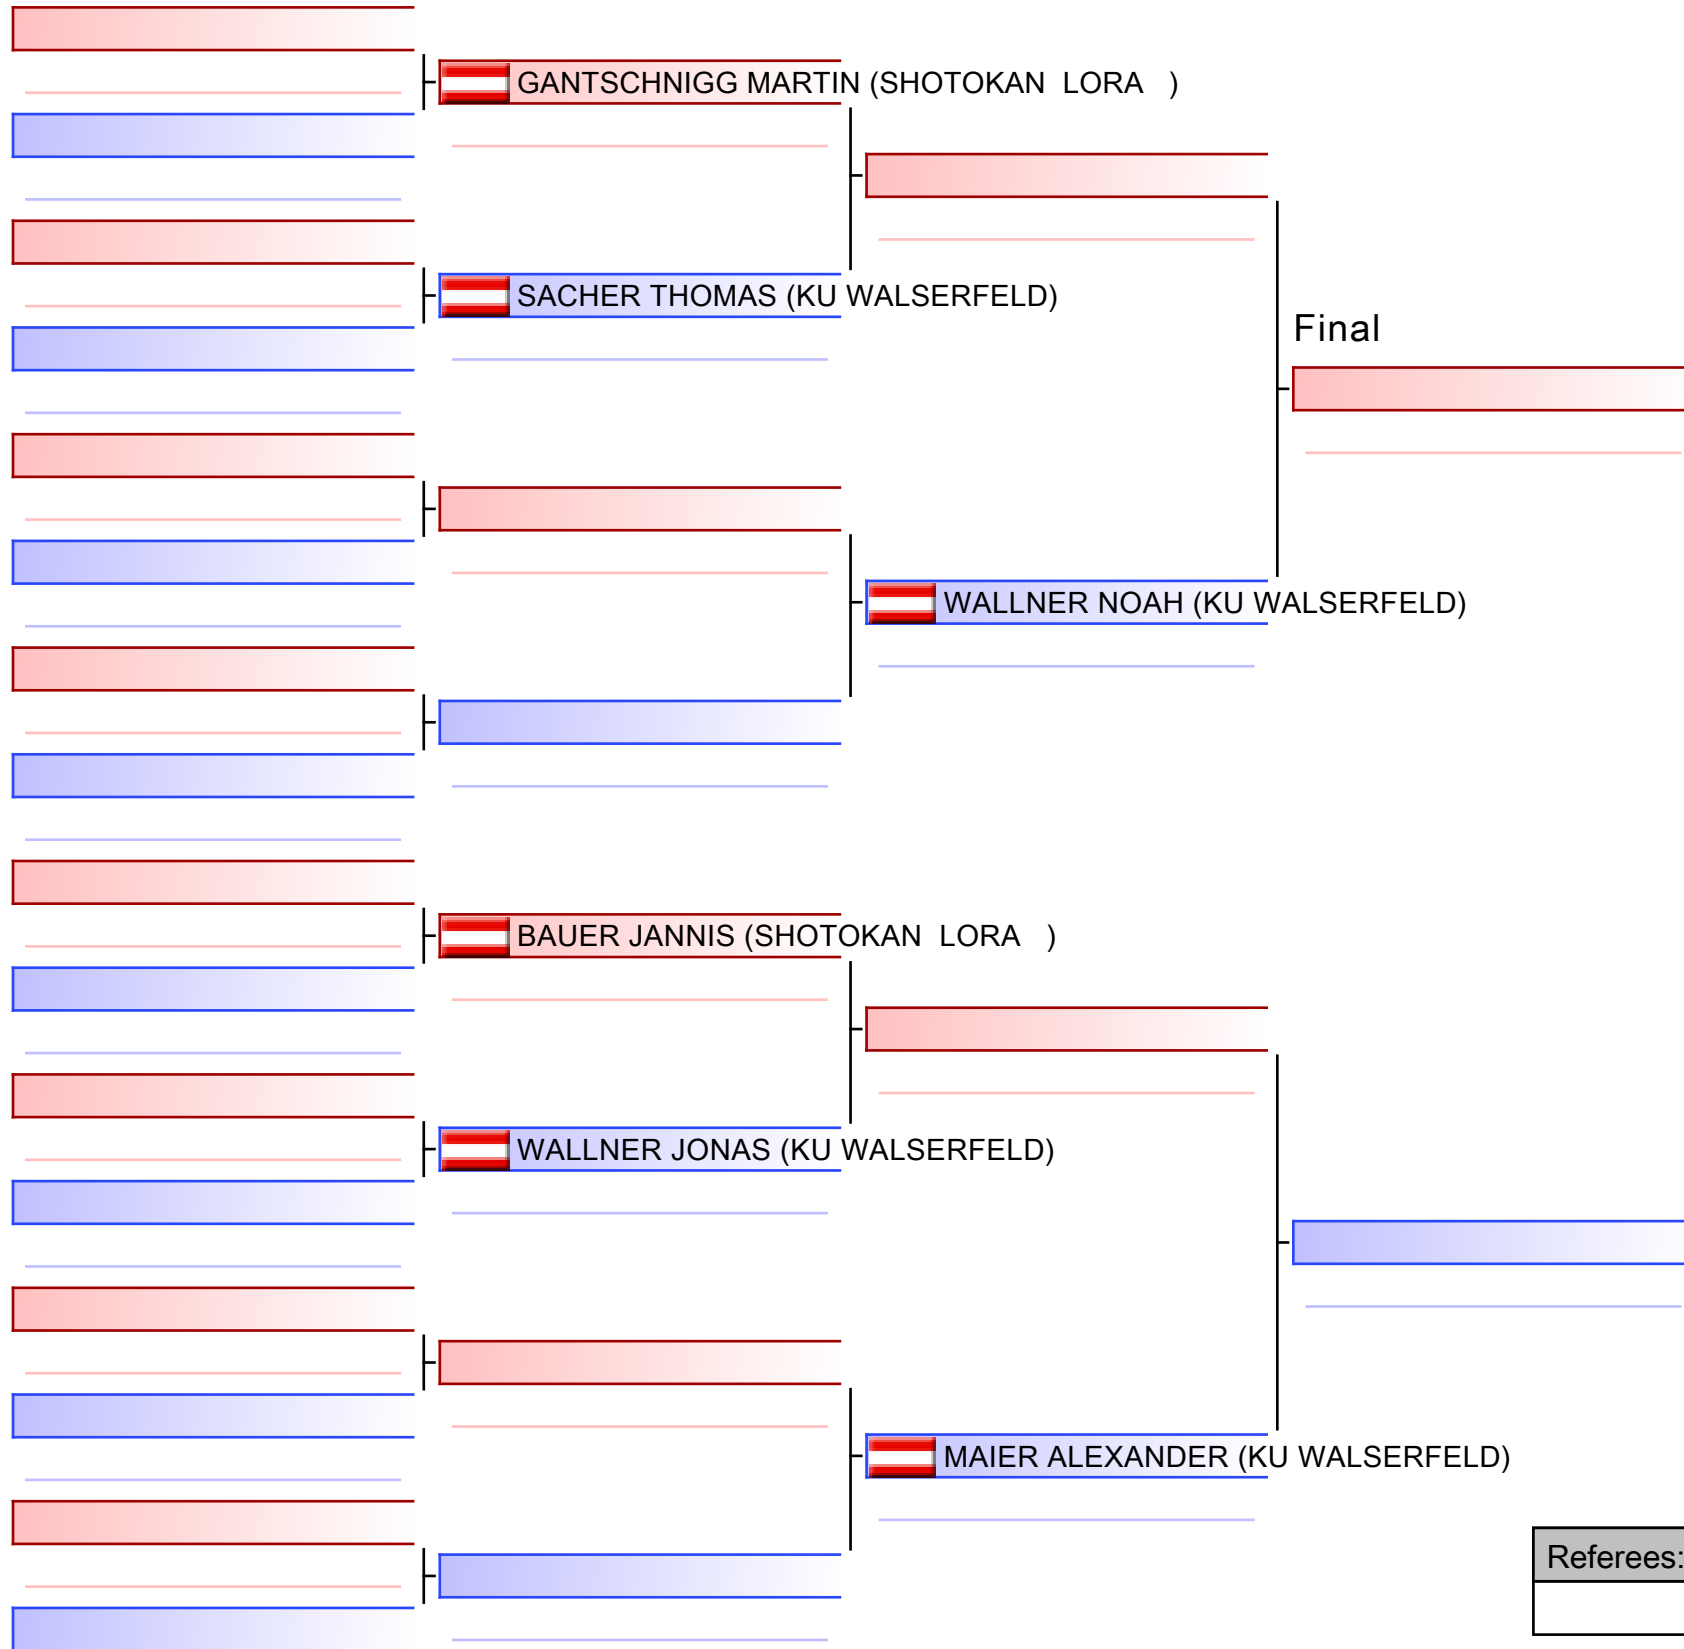 GANTSCHNIGG MARTIN (SHOTOKAN LORA )
SACHER THOMAS (KU WALSERFELD)
Final
WALLNER NOAH (KU WALSERFELD)
BAUER JANNIS (SHOTOKAN LORA )
WALLNER JONAS (KU WALSERFELD)
MAIER ALEXANDER (KU WALSERFELD)
Referees: